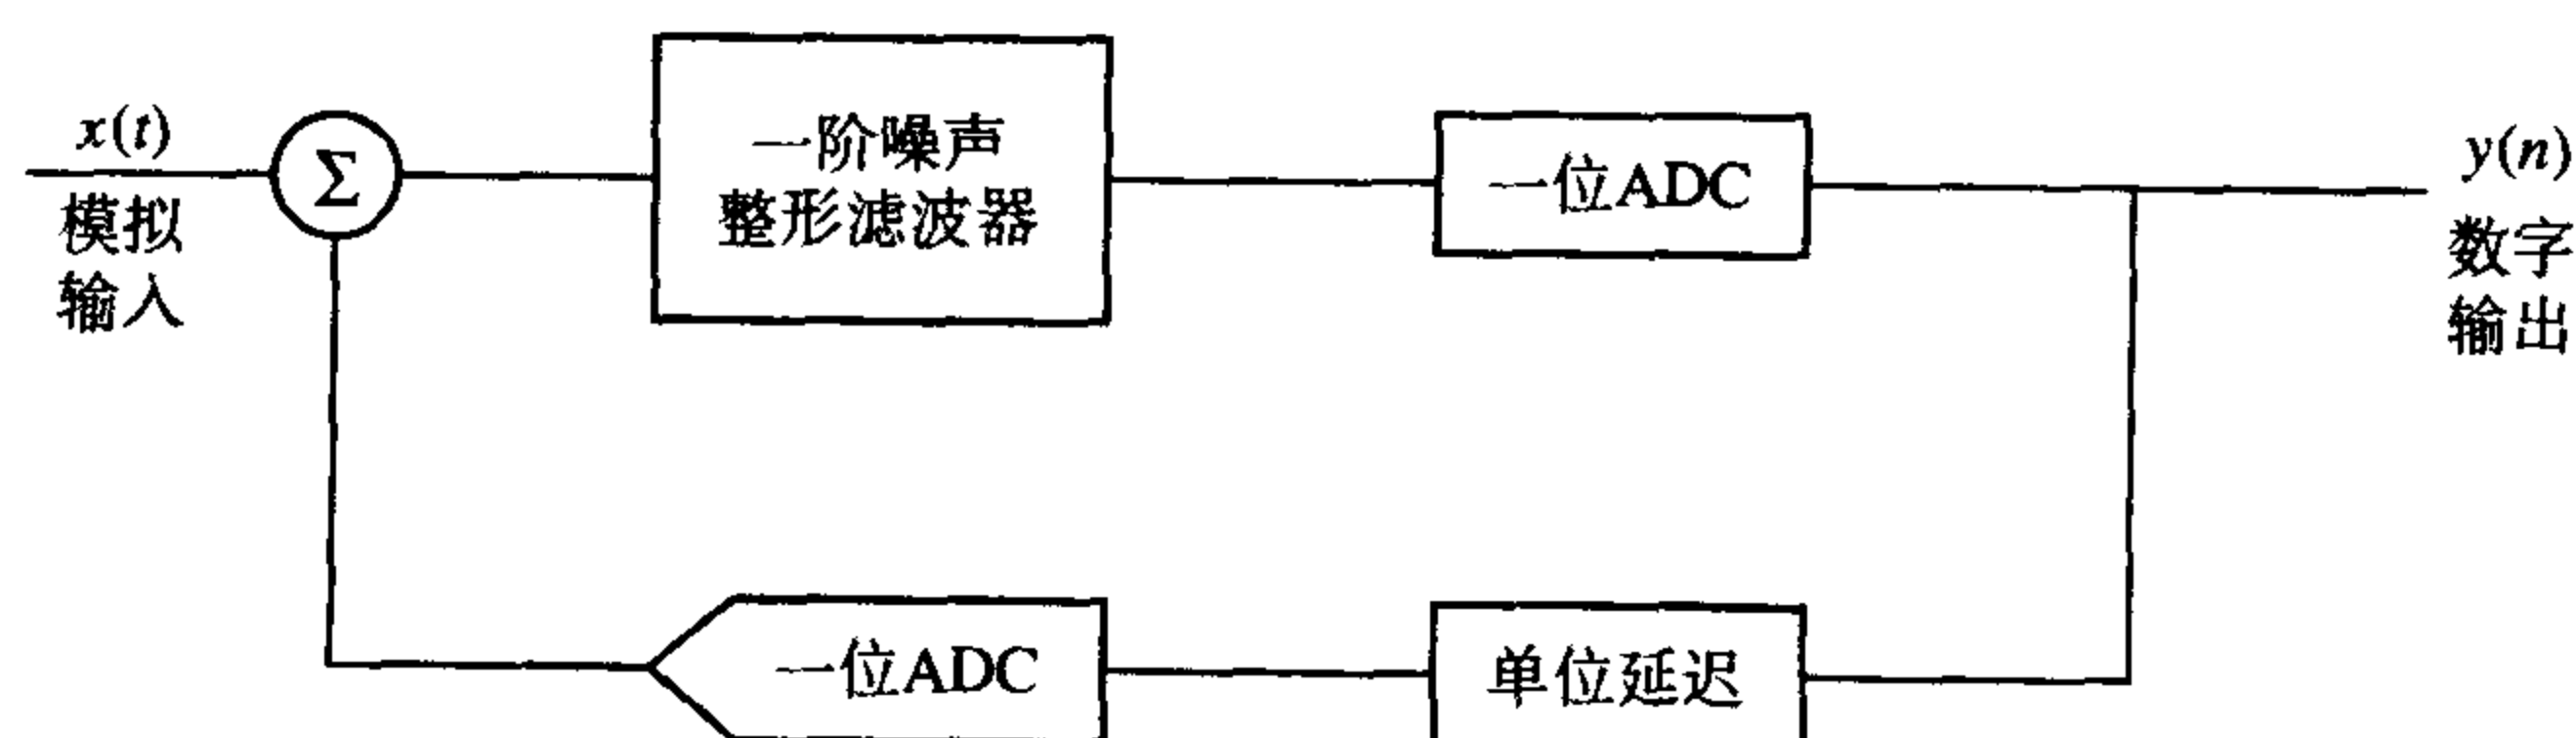 x(t)
模拟
输入
Σ
一阶噪声
整形滤波器
一位ADC
y(n)
数字
输出
一位ADC
单位延迟